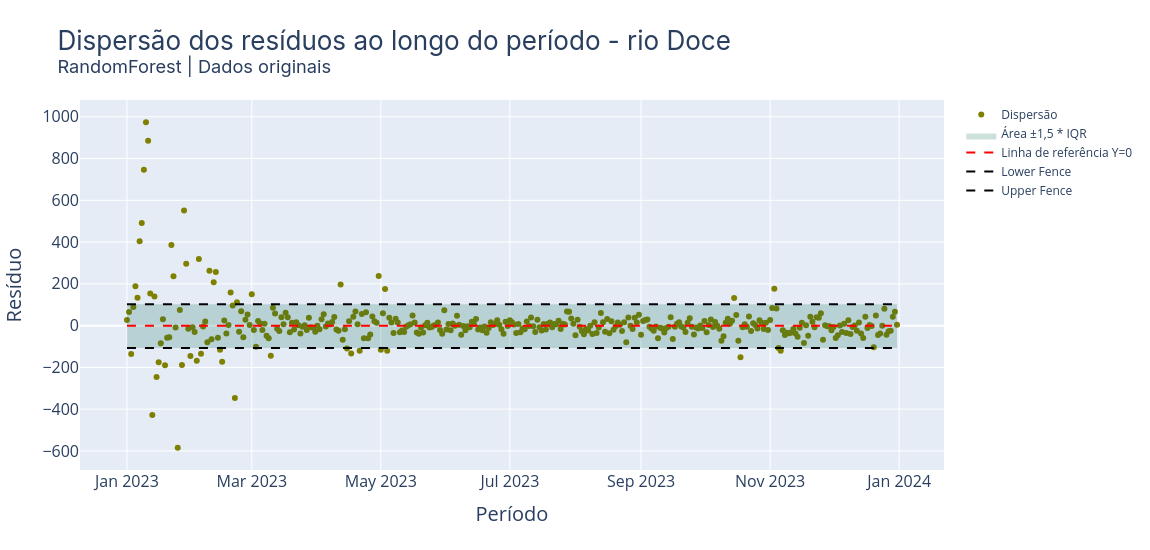 Dispersão dos resíduos ao longo do período - rio Doce
RandomForest | Dados originais
Resíduo
1000
800
600
400
200
0
−200
−400
−600
Jan 2023
Mar 2023
May 2023
Jul 2023
Sep 2023
Nov 2023
Jan 2024
Período
Dispersão
Área ±1,5 * IQR
Linha de referência Y=0
Lower Fence
Upper Fence